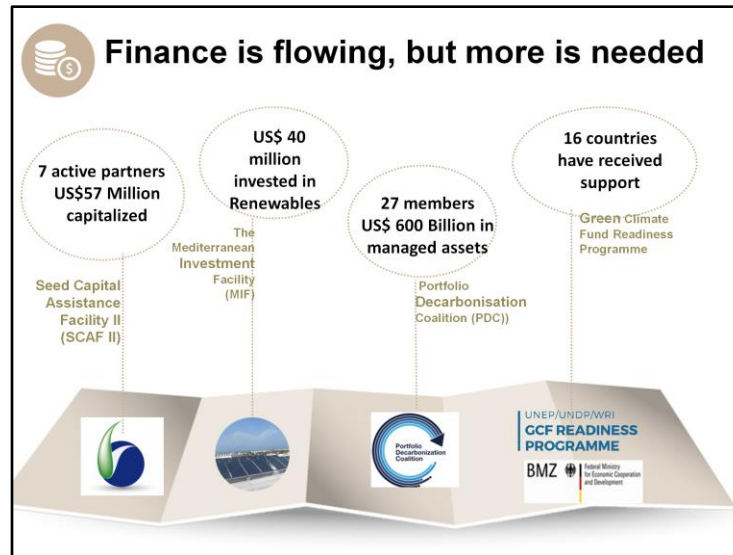 Finance is flowing, but more is needed
7 active partners
US$57 Million
capitalized
Seed Capital
Assistance
Facility II
(SCAF II)
US$ 40
million
invested in
Renewables
The
Mediterranean
Investment
Facility
(MIF)
27 members
US$ 600 Billion in
managed assets
Portfolio
Decarbonisation
Coalition (PDC))
16 countries
have received
support
Green Climate
Fund Readiness
Programme
Portfolio
Decarbonization
Coalition
UNEP/UNDP/WRI
GCF READINESS
PROGRAMME
BMZ
Federal Ministry
for Economic Cooperation
and Development